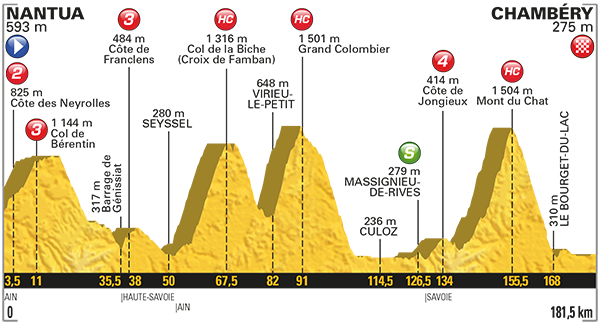 NANTUA
593 m
2
825 m
Côte des Neyrolles
3
1 144 m
Col de
Bérentin
317 m
Barrage de
Génissiat
3
484 m
Côte de
Franclens
280 m
SEYSSEL
HC
1 316 m
Col de la Biche
(Croix de Famban)
648 m
VIRIEU-
LE-PETIT
HC
1 501 m
Grand Colombier
236 m
CULOZ
S
279 m
MASSIGNIEU-
DE-RIVES
4
414 m
Côte de
Jongieux
HC
1 504 m
Mont du Chat
310 m
LE BOURGET-DU-LAC
CHAMBÉRY
275 m
3,5 11 35,5 38 50 67,5 82 91 114,5 126,5 134 155,5 168
AIN HAUTE-SAVOIE AIN SAVOIE
0 181,5 km